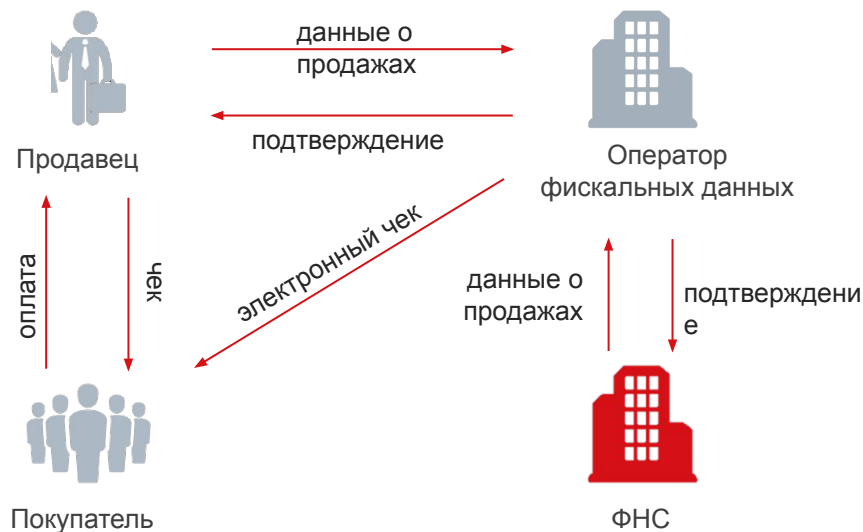 данные о
продажах
подтверждение
Продавец
Оператор
фискальных данных
оплата
чек
электронный чек
данные о
продажах
подтверждени
е
Покупатель
ФНС